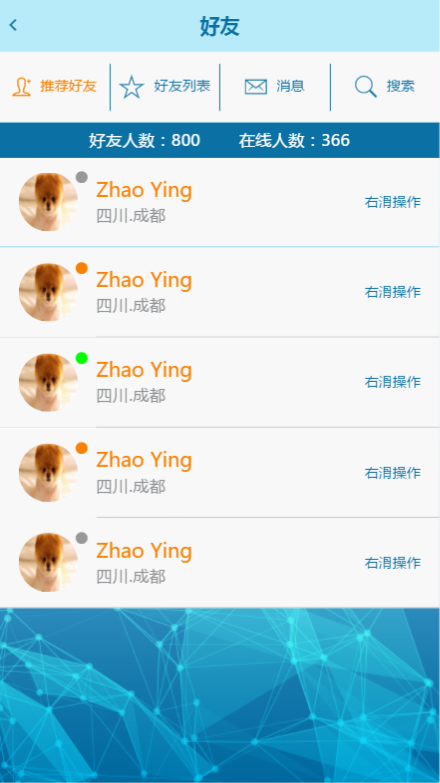 好友
推荐好友 好友列表 消息 搜索
好友人数：800 在线人数：366
Zhao Ying
四川.成都
右滑操作
Zhao Ying
四川.成都
右滑操作
Zhao Ying
四川.成都
右滑操作
Zhao Ying
四川.成都
右滑操作
Zhao Ying
四川.成都
右滑操作